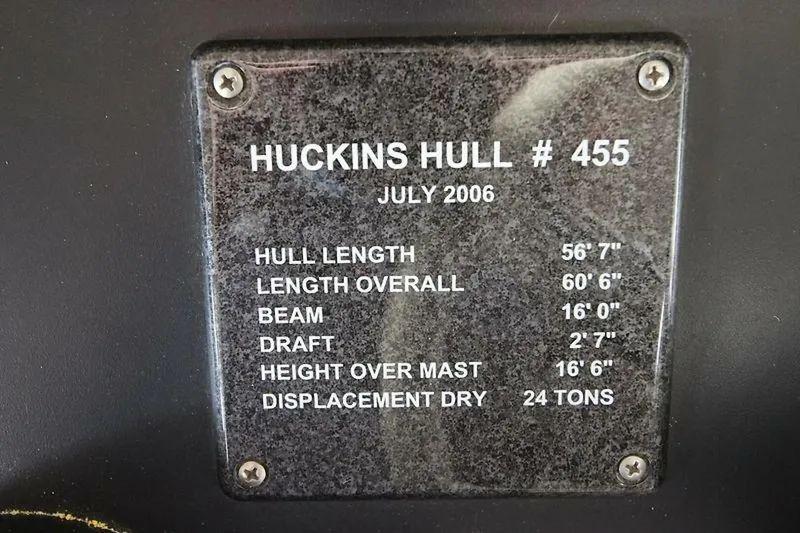 HUCKINS HULL # 455
JULY 2006
HULL LENGTH 56' 7"
LENGTH OVERALL 60' 6"
BEAM 16' 0"
DRAFT 2' 7"
HEIGHT OVER MAST 16' 6"
DISPLACEMENT DRY 24 TONS